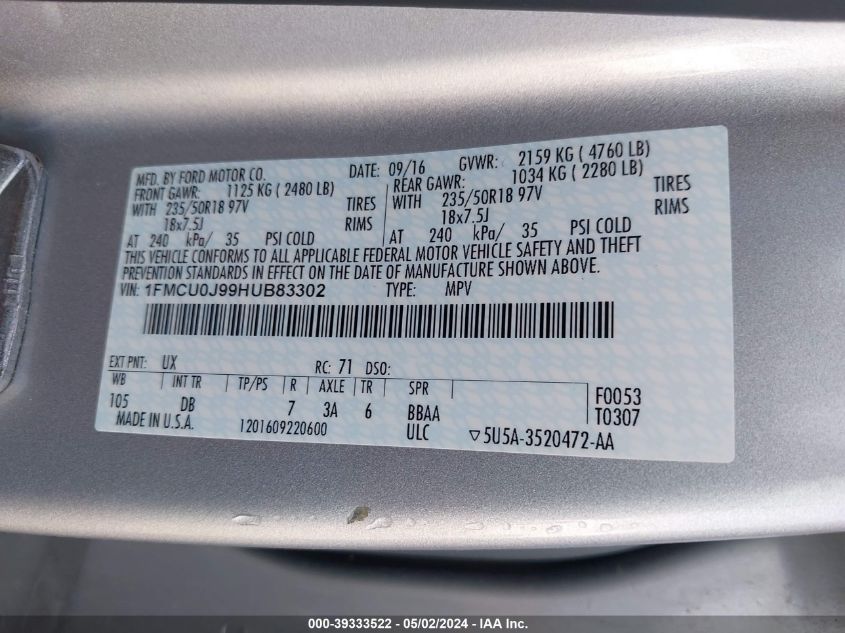 MFD. BY FORD MOTOR CO. DATE: 09/16 GVWR: 2159 KG ( 4760 LB)
FRONT GAWR: 1125 KG ( 2480 LB) REAR GAWR: 1034 KG ( 2280 LB)
WITH 235/50R18 97V TIRES WITH 235/50R18 97V TIRES
18x7.5J RIMS 18x7.5J RIMS
AT 240 kPa/ 35 PSI COLD AT 240 kPa/ 35 PSI COLD
THIS VEHICLE CONFORMS TO ALL APPLICABLE FEDERAL MOTOR VEHICLE SAFETY AND THEFT
PREVENTION STANDARDS IN EFFECT ON THE DATE OF MANUFACTURE SHOWN ABOVE.
VIN: 1FMCU0J99HUB83302 TYPE: MPV
EXT PNT: UX RC: 71 DSO:
WB INT TR TP/PS R AXLE TR SPR F0053
105 DB 7 3A 6 BBAA T0307
MADE IN U.S.A. 1201609220600 ULC ▽5U5A-3520472-AA
000-39333522 - 05/02/2024 - © IAA Inc.